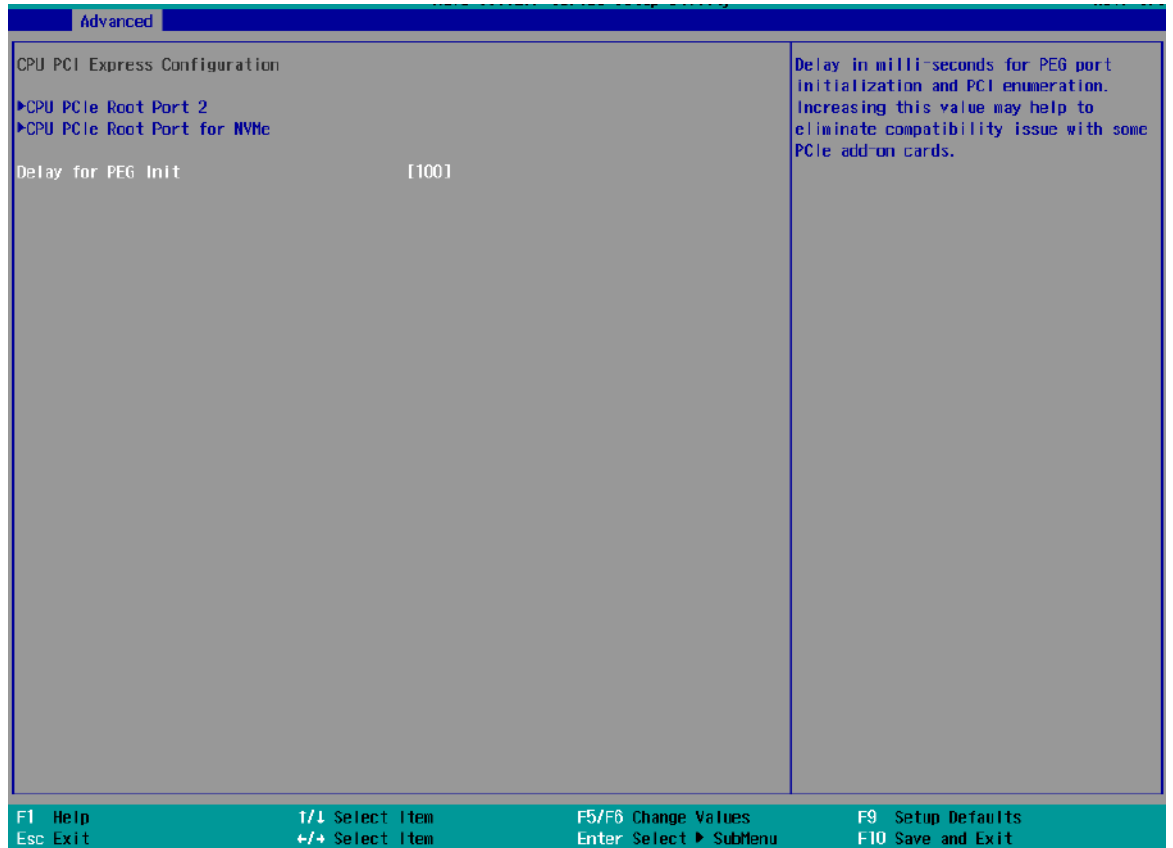 Advanced
CPU PCI Express Configuration
▶CPU PCIe Root Port 2
▶CPU PCIe Root Port for NVMe
Delay for PEG Init [100]
Delay in milli-seconds for PEG port
initialization and PCI enumeration.
Increasing this value may help to
eliminate compatibility issue with some
PCIe add-on cards.
F1 Help ↑/↓ Select Item F5/F6 Change Values F9 Setup Defaults
Esc Exit ←/→ Select Item Enter Select ▶ SubMenu F10 Save and Exit